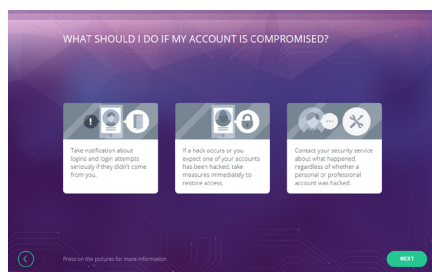 WHAT SHOULD I DO IF MY ACCOUNT IS COMPROMISED?
Take notification about
logins and login attempts
seriously if they didn't come
from you.
If a hack occurs or you
expect one of your accounts
has been hacked, take
measures immediately to
restore access.
Contact your security service
about what happened,
regardless of whether a
personal or professional
account was hacked.
Press on the pictures for more information
NEXT